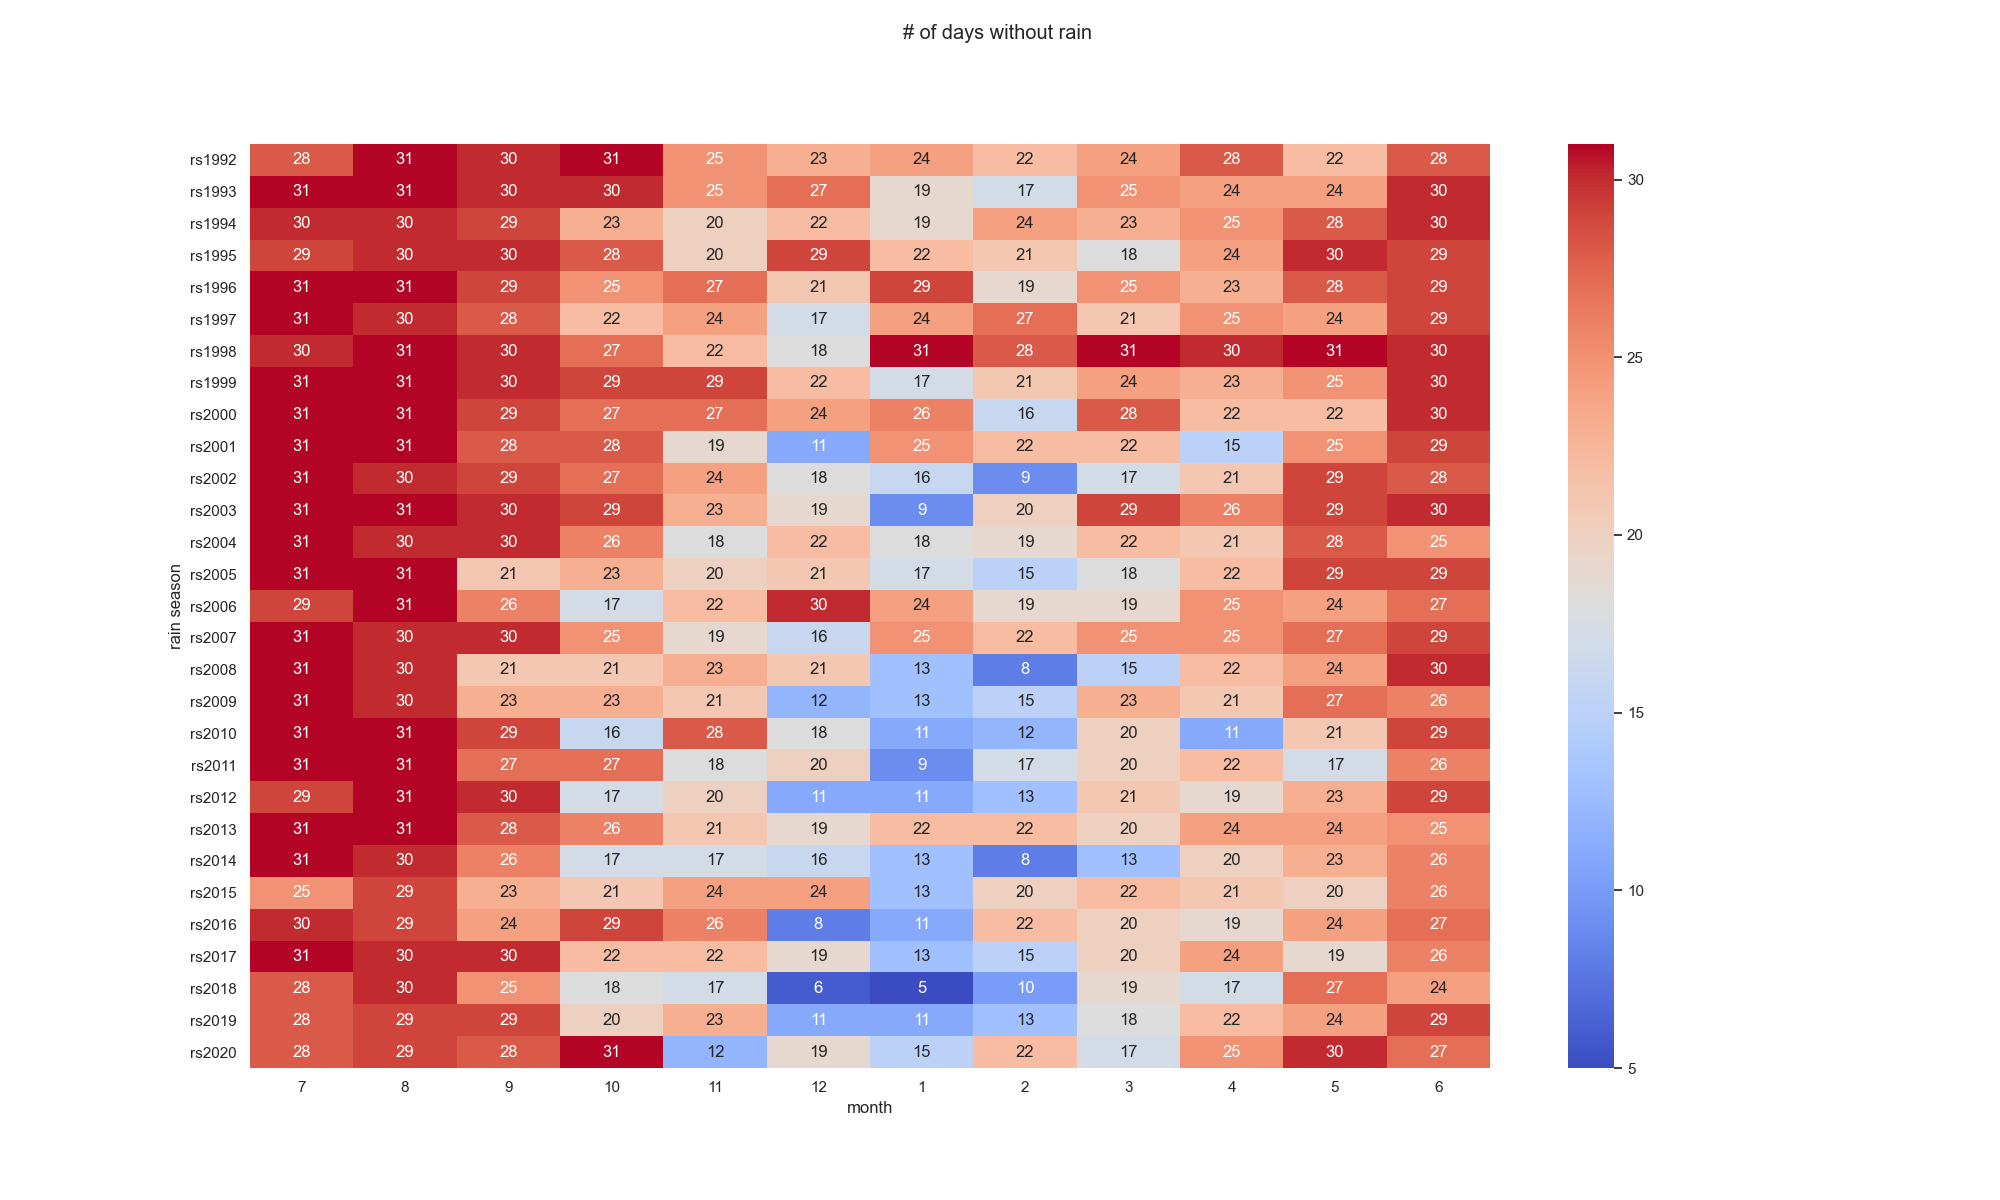 # of days without rain
rs1992 28 31 30 31 25 23 24 22 24 28 22 28
rs1993 31 31 30 30 25 27 19 17 25 24 24 30
rs1994 30 30 29 23 20 22 19 24 23 25 28 30
rs1995 29 30 30 28 20 29 22 21 18 24 30 29
rs1996 31 31 29 25 27 21 29 19 25 23 28 29
rs1997 31 30 28 22 24 17 24 27 21 25 24 29
rs1998 30 31 30 27 22 18 31 28 31 30 31 30
rs1999 31 31 30 29 29 22 17 21 24 23 25 30
rs2000 31 31 29 27 27 24 26 16 28 22 22 30
rs2001 31 31 28 28 19 11 25 22 22 15 25 29
rs2002 31 30 29 27 24 18 16 9 17 21 29 28
rs2003 31 31 30 29 23 19 9 20 29 26 29 30
rs2004 31 30 30 26 18 22 18 19 22 21 28 25
rs2005 31 31 21 23 20 21 17 15 18 22 29 29
rs2006 29 31 26 17 22 30 24 19 19 25 24 27
rs2007 31 30 30 25 19 16 25 22 25 25 27 29
rs2008 31 30 21 21 23 21 13 8 15 22 24 30
rs2009 31 30 23 23 21 12 13 15 23 21 27 26
rs2010 31 31 29 16 28 18 11 12 20 11 21 29
rs2011 31 31 27 27 18 20 9 17 20 22 17 26
rs2012 29 31 30 17 20 11 11 13 21 19 23 29
rs2013 31 31 28 26 21 19 22 22 20 24 24 25
rs2014 31 30 26 17 17 16 13 8 13 20 23 26
rs2015 25 29 23 21 24 24 13 20 22 21 20 26
rs2016 30 29 24 29 26 8 11 22 20 19 24 27
rs2017 31 30 30 22 22 19 13 15 20 24 19 26
rs2018 28 30 25 18 17 6 5 10 19 17 27 24
rs2019 28 29 29 20 23 11 11 13 18 22 24 29
rs2020 28 29 28 31 12 19 15 22 17 25 30 27
7 8 9 10 11 12 1 2 3 4 5 6
month
rain season
30
25
20
15
10
5